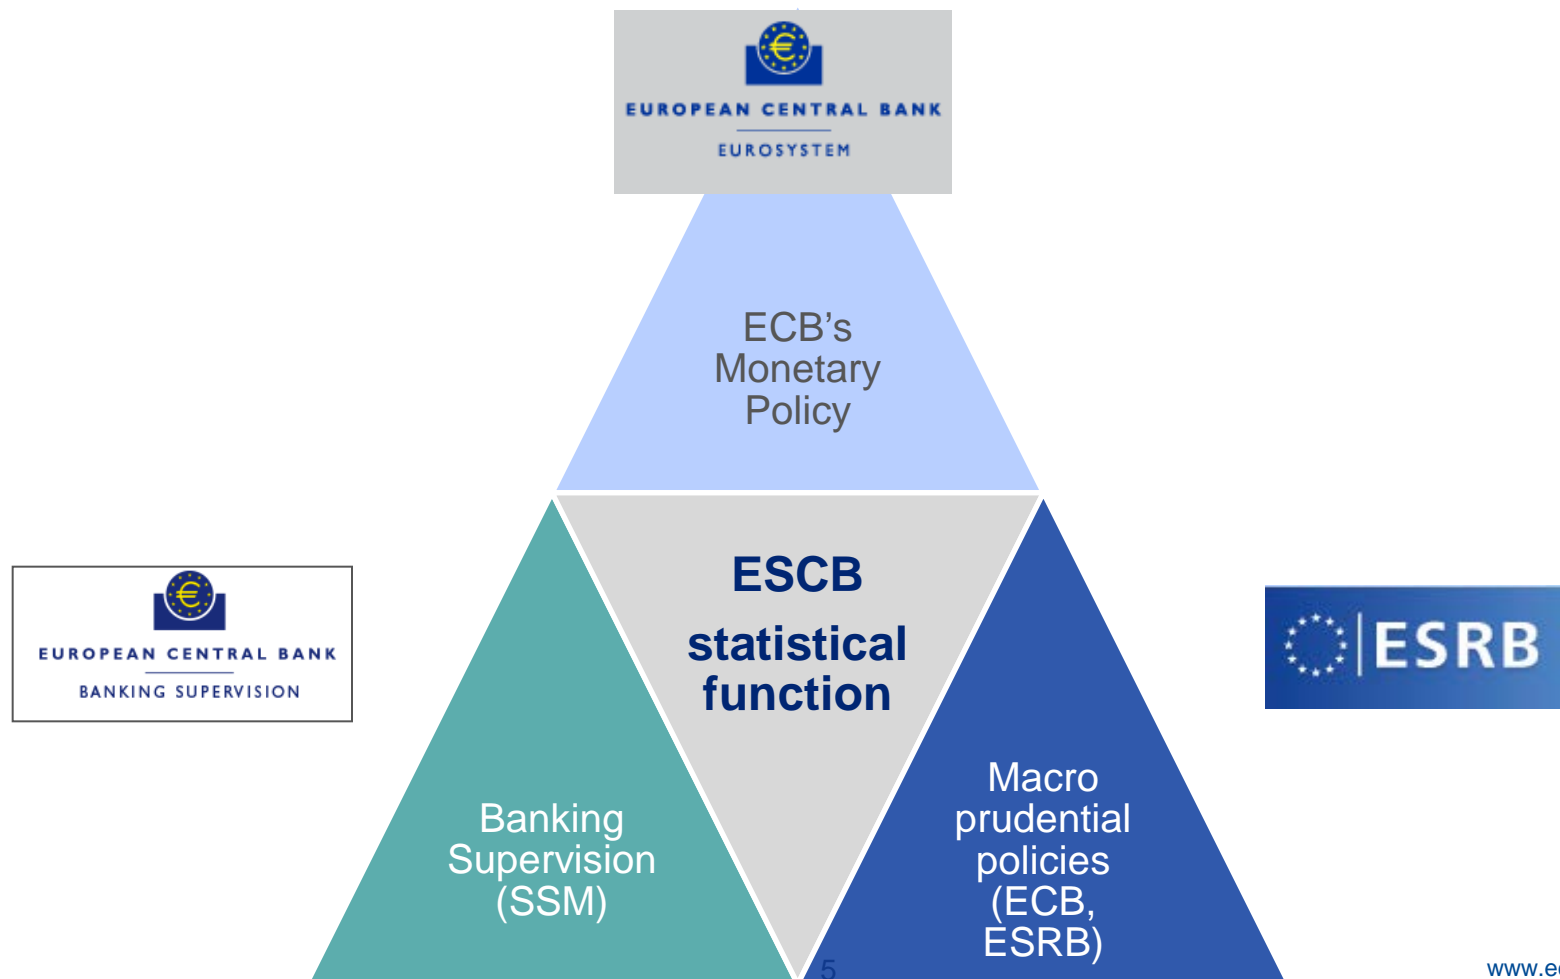 EUROPEAN CENTRAL BANK
EUROSYSTEM
ECB’s
Monetary
Policy
EUROPEAN CENTRAL BANK
BANKING SUPERVISION
ESCB
statistical
function
ESRB
Banking
Supervision
(SSM)
Macro
prudential
policies
(ECB,
ESRB)
5